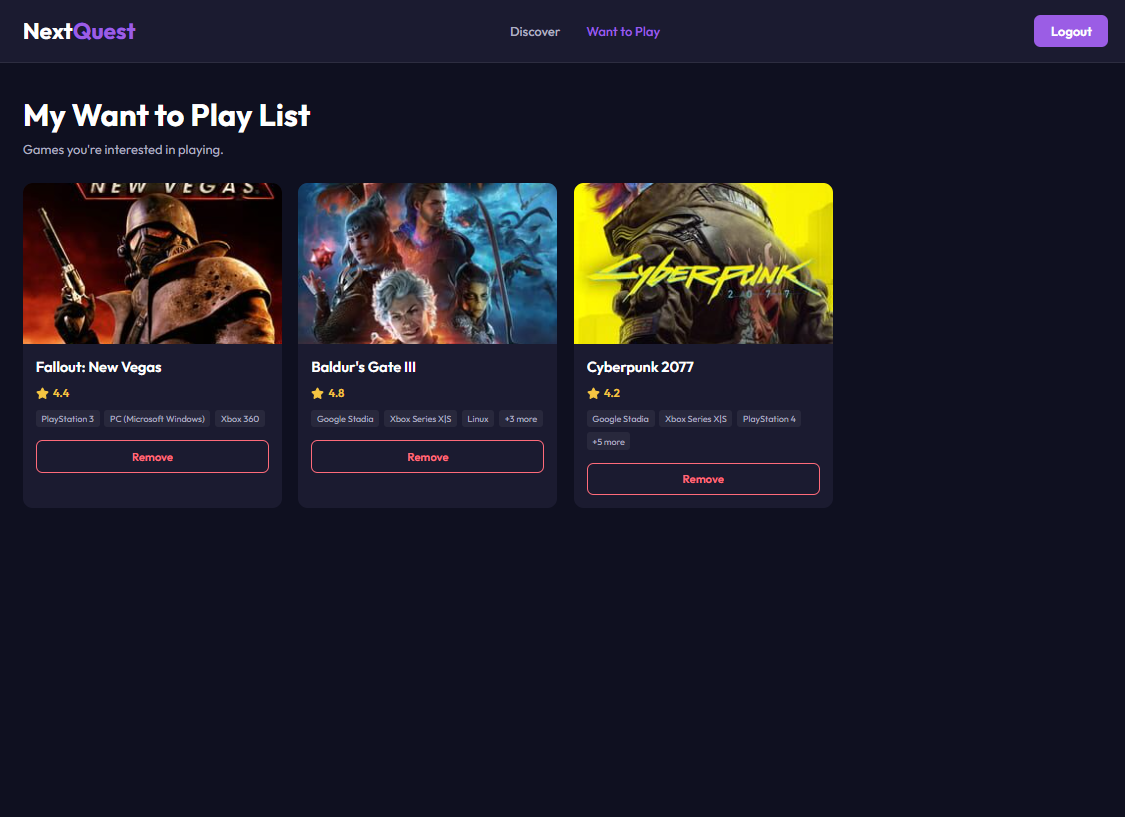 NextQuest
Discover
Want to Play
Logout
My Want to Play List
Games you're interested in playing.
NEW VEGAS
Fallout: New Vegas
4.4
PlayStation 3
PC (Microsoft Windows)
Xbox 360
Remove
Baldur's Gate III
4.8
Google Stadia
Xbox Series X|S
Linux
+3 more
Remove
Cyberpunk
2077
Cyberpunk 2077
4.2
Google Stadia
Xbox Series X|S
PlayStation 4
+5 more
Remove